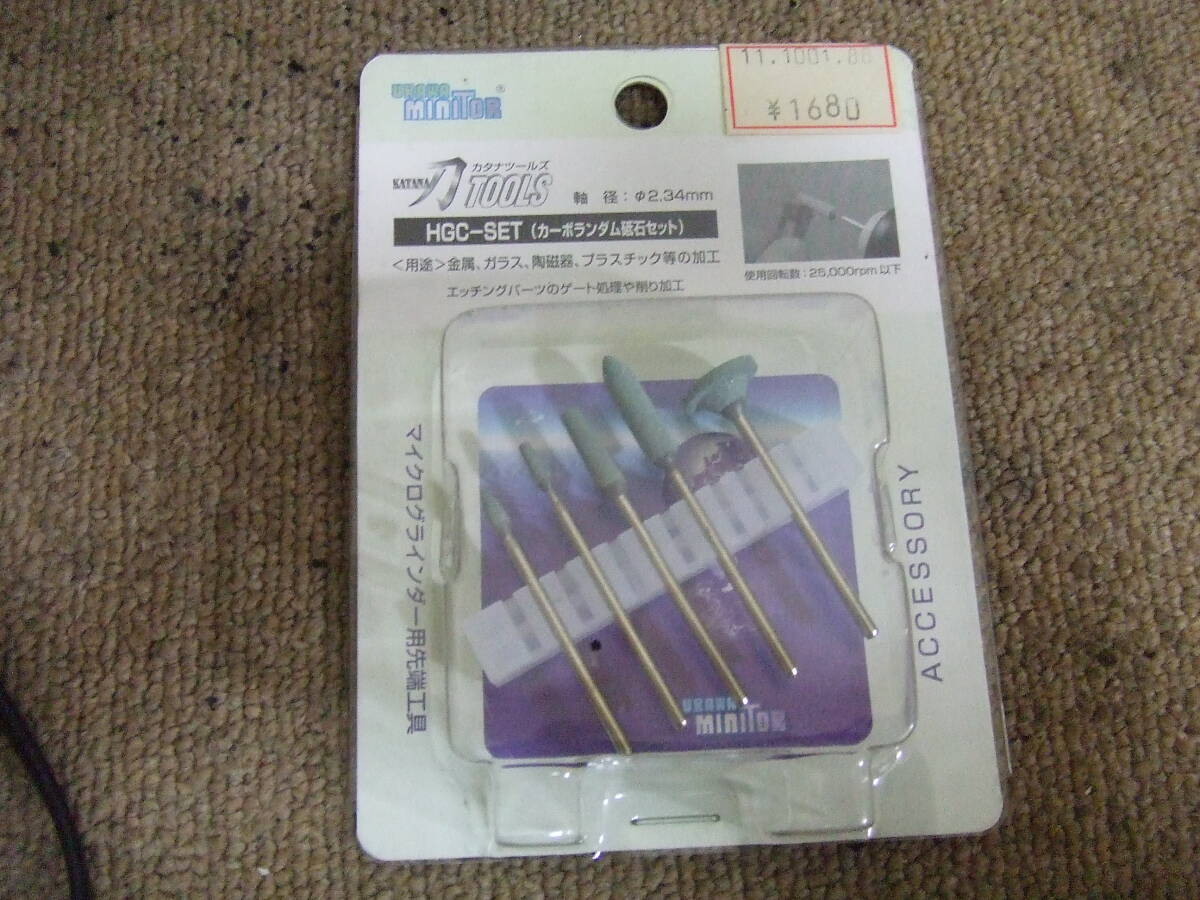 URAWA
MINITOR®
11.1001.88
¥1680
カタナツールズ
KATANA 刀 TOOLS
軸 径：φ2.34mm
HGC-SET（カーボランダム砥石セット）
＜用途＞金属、ガラス、陶磁器、プラスチック等の加工
エッチングパーツのゲート処理や削り加工
使用回転数：25,000rpm以下
マイクログラインダー用先端工具
ACCESSORY
URAWA
MINITOR